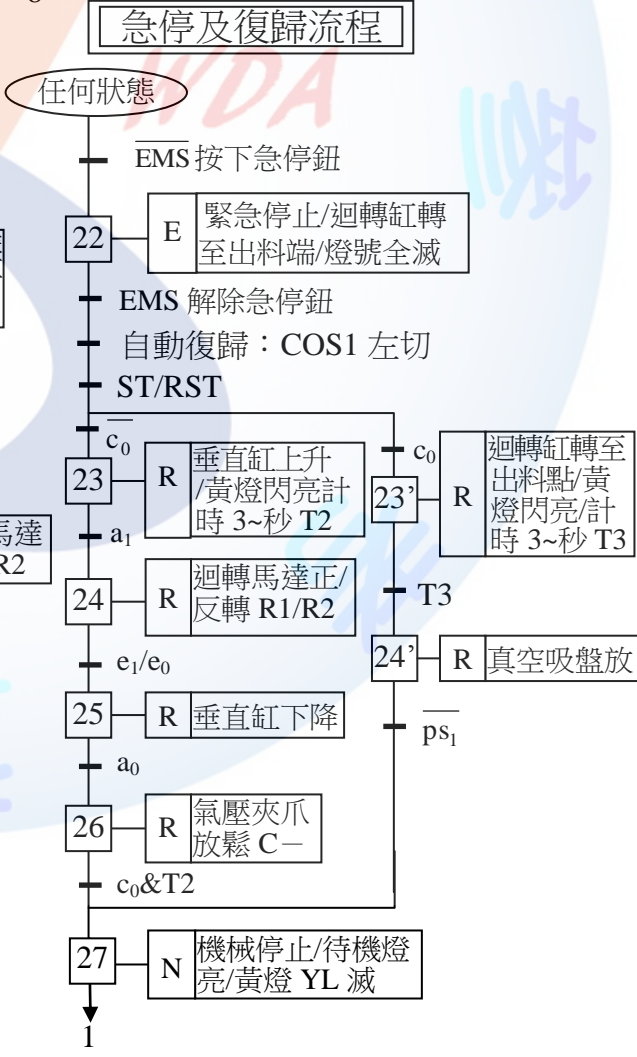 急停及復歸流程
WDA
任何狀態
EMS 按下急停鈕
22
E
緊急停止/迴轉缸轉
至出料端/燈號全滅
EMS 解除急停鈕
自動復歸：COS1 左切
ST/RST
c₀
23
R
垂直缸上升
/黃燈閃亮計
時 3~秒 T2
c₀
23’
R
迴轉缸轉至
出料點/黃
燈閃亮/計
時 3~秒 T3
馬達
R2
a₁
24
R
迴轉馬達正/
反轉 R1/R2
T3
24’
R
真空吸盤放
e₁/e₀
25
R
垂直缸下降
ps₁
a₀
26
R
氣壓夾爪
放鬆 C－
c₀&T2
27
N
機械停止/待機燈
亮/黃燈 YL 滅
1